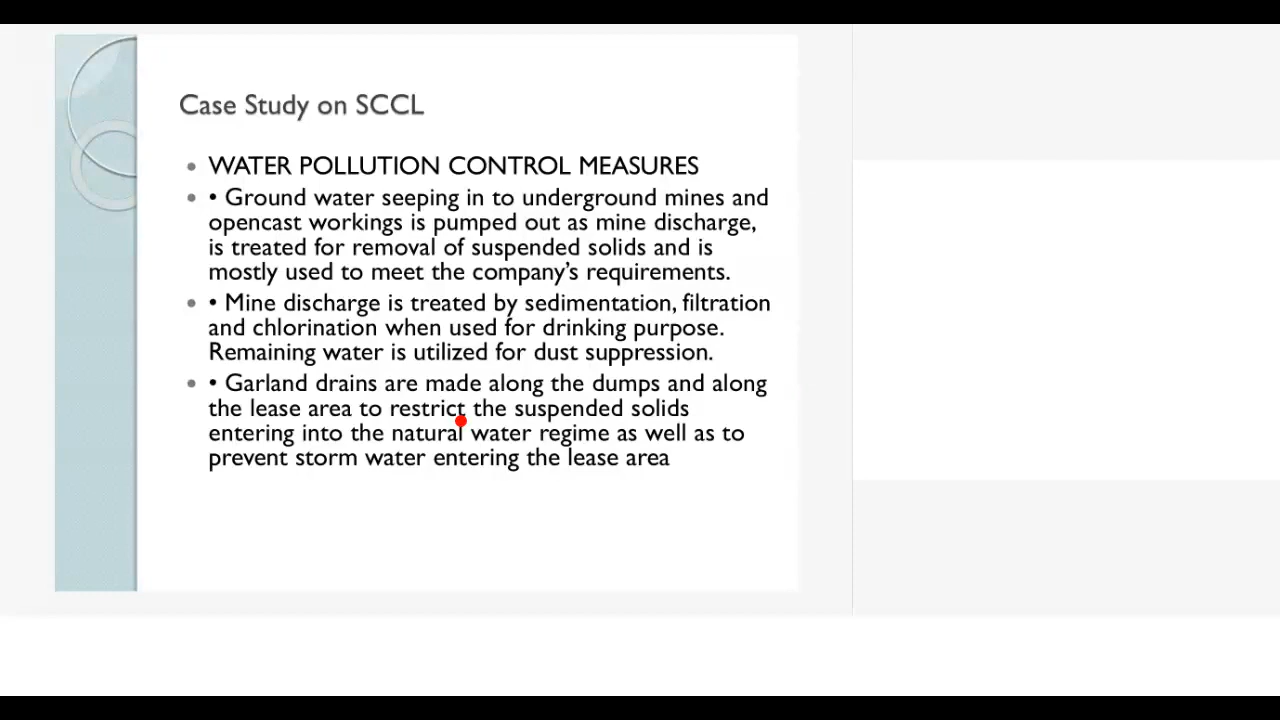 Case Study on SCCL
• WATER POLLUTION CONTROL MEASURES
• • Ground water seeping in to underground mines and
opencast workings is pumped out as mine discharge,
is treated for removal of suspended solids and is
mostly used to meet the company’s requirements.
• • Mine discharge is treated by sedimentation, filtration
and chlorination when used for drinking purpose.
Remaining water is utilized for dust suppression.
• • Garland drains are made along the dumps and along
the lease area to restrict the suspended solids
entering into the natural water regime as well as to
prevent storm water entering the lease area